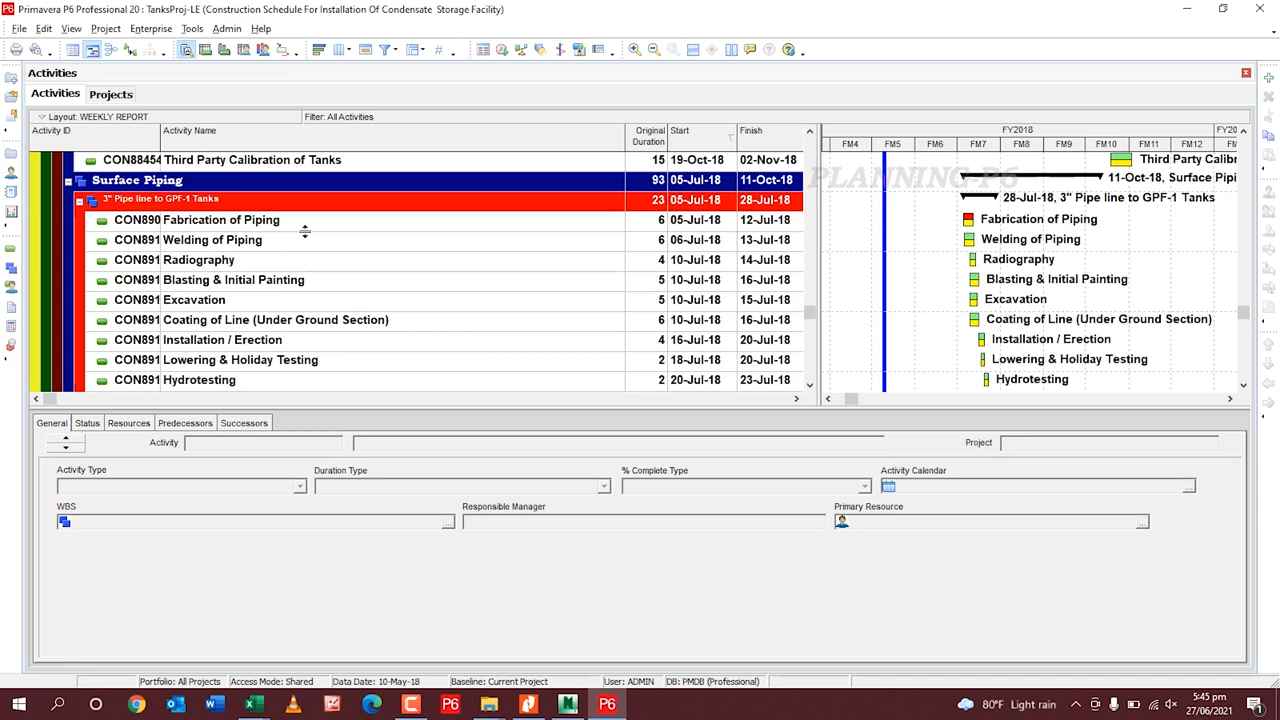 Primavera P6 Professional 20 : TanksProj-LE (Construction Schedule For Installation Of Condensate Storage Facility)
File Edit View Project Enterprise Tools Admin Help
Activities
Activities Projects
Layout: WEEKLY REPORT Filter: All Activities
Activity ID Activity Name Original Duration Start Finish FY2018 FY20
FM4 FM5 FM6 FM7 FM8 FM9 FM10 FM11 FM12 FM1
CON88454 Third Party Calibration of Tanks 15 19-Oct-18 02-Nov-18 Third Party Calibr
Surface Piping 93 05-Jul-18 11-Oct-18 PLANNING-P6 11-Oct-18, Surface Pipi
3" Pipe line to GPF-1 Tanks 23 05-Jul-18 28-Jul-18 28-Jul-18, 3" Pipe line to GPF-1 Tanks
CON890 Fabrication of Piping 6 05-Jul-18 12-Jul-18 Fabrication of Piping
CON891 Welding of Piping 6 06-Jul-18 13-Jul-18 Welding of Piping
CON891 Radiography 4 10-Jul-18 14-Jul-18 Radiography
CON891 Blasting & Initial Painting 5 10-Jul-18 16-Jul-18 Blasting & Initial Painting
CON891 Excavation 5 10-Jul-18 15-Jul-18 Excavation
CON891 Coating of Line (Under Ground Section) 6 10-Jul-18 16-Jul-18 Coating of Line (Under Ground Section)
CON891 Installation / Erection 4 16-Jul-18 20-Jul-18 Installation / Erection
CON891 Lowering & Holiday Testing 2 18-Jul-18 20-Jul-18 Lowering & Holiday Testing
CON891 Hydrotesting 2 20-Jul-18 23-Jul-18 Hydrotesting
General Status Resources Predecessors Successors
Activity Project
Activity Type Duration Type % Complete Type Activity Calendar
WBS Responsible Manager Primary Resource
Portfolio: All Projects Access Mode: Shared Data Date: 10-May-18 Baseline: Current Project User: ADMIN DB: PMDB (Professional)
P6 P6 80°F Light rain 5:45 pm
27/06/2021